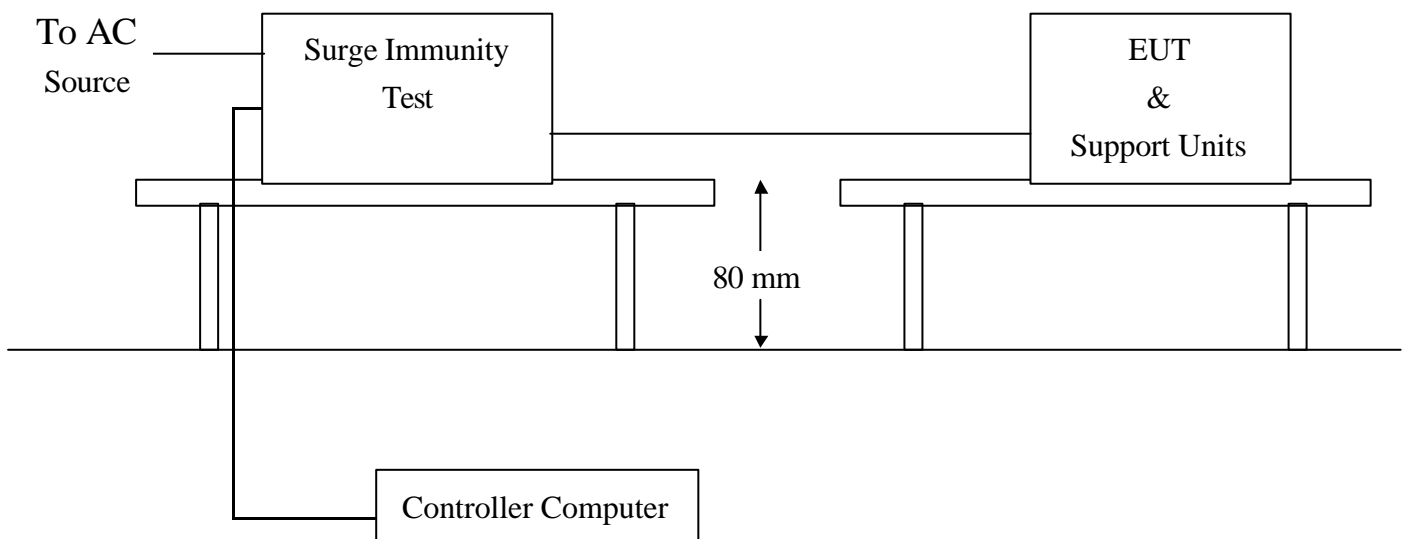 To AC
Source
Surge Immunity
Test
EUT
&
Support Units
80 mm
Controller Computer